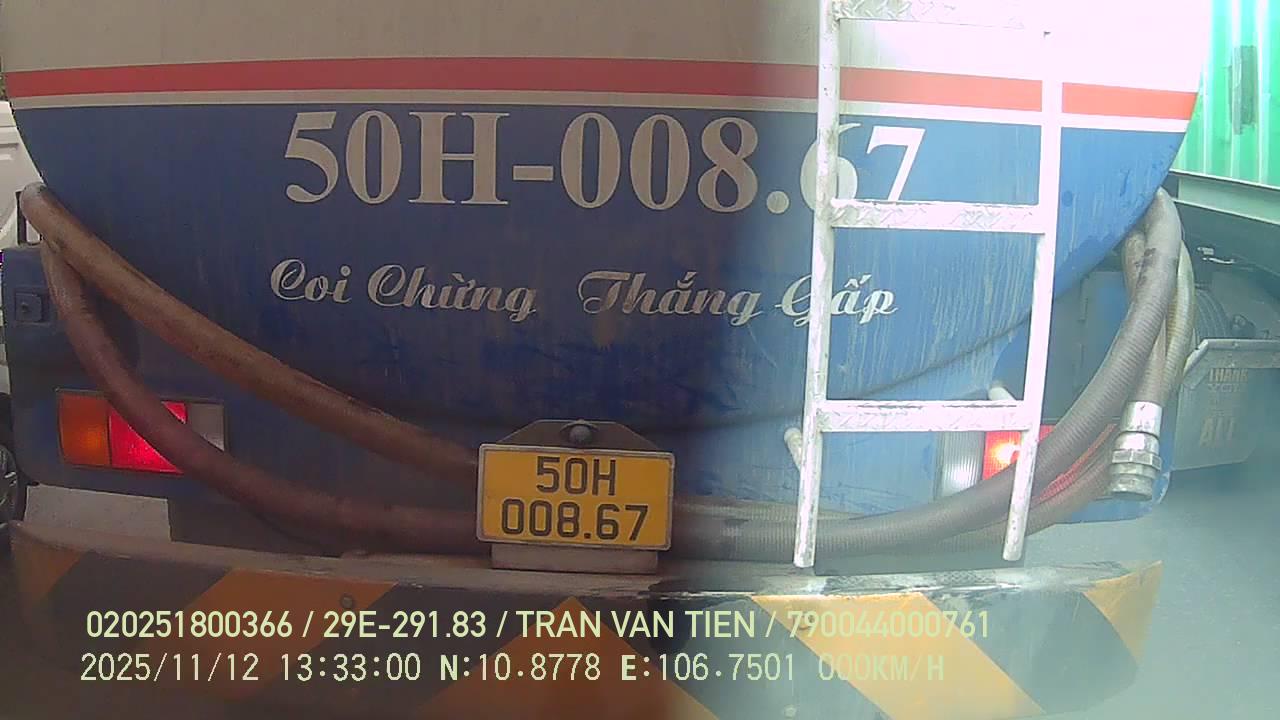 50H-008.67
Coi Chừng Thắng Gấp
50H
008.67
020251800366 / 29E-291.83 / TRAN VAN TIEN / 790044000761
2025/11/12 13:33:00 N:10.8778 E:106.7501 000KM/H